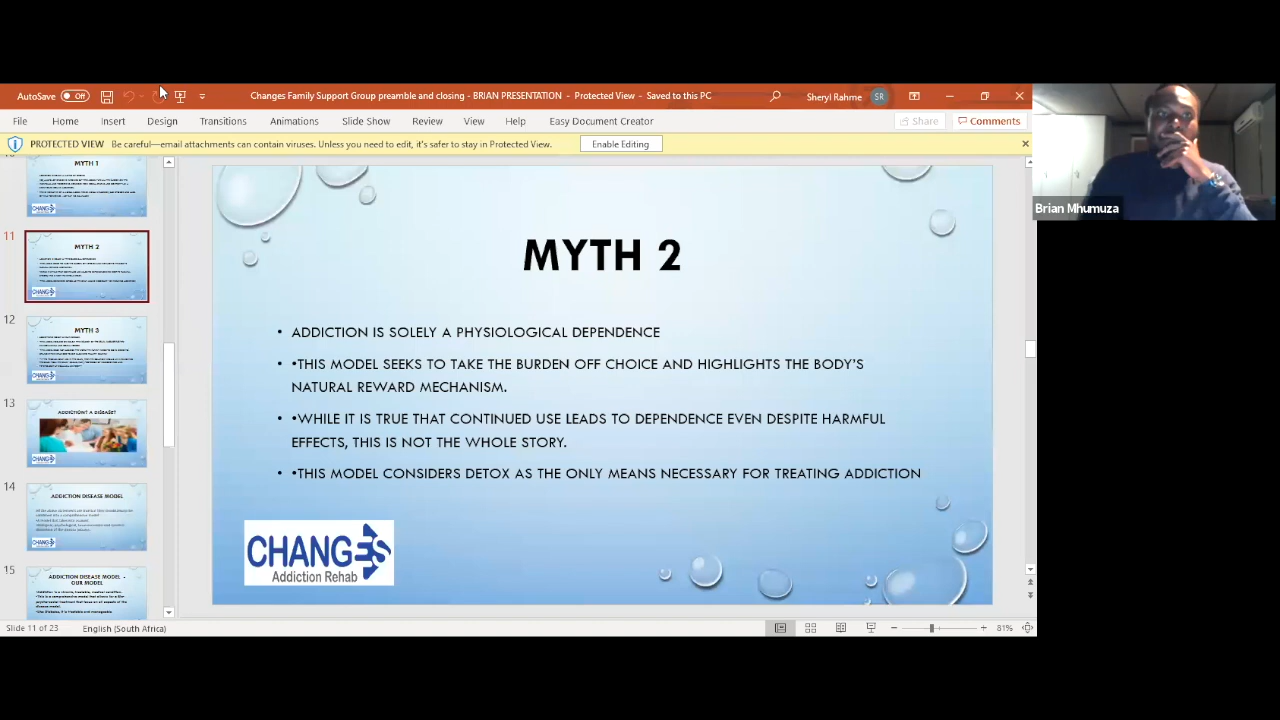 AutoSave Off
Changes Family Support Group preamble and closing - BRIAN PRESENTATION - Protected View - Saved to this PC
Sheryl Rahme SR
File Home Insert Design Transitions Animations Slide Show Review View Help Easy Document Creator Share Comments
PROTECTED VIEW Be careful—email attachments can contain viruses. Unless you need to edit, it's safer to stay in Protected View. Enable Editing
MYTH 1
CHANGES
11
MYTH 2
CHANGES
12
MYTH 3
CHANGES
13
ADDICTION? A DISEASE?
CHANGES
14
ADDICTION DISEASE MODEL
CHANGES
15
ADDICTION DISEASE MODEL -
OUR MODEL
MYTH 2
• ADDICTION IS SOLELY A PHYSIOLOGICAL DEPENDENCE
• •THIS MODEL SEEKS TO TAKE THE BURDEN OFF CHOICE AND HIGHLIGHTS THE BODY'S
NATURAL REWARD MECHANISM.
• •WHILE IT IS TRUE THAT CONTINUED USE LEADS TO DEPENDENCE EVEN DESPITE HARMFUL
EFFECTS, THIS IS NOT THE WHOLE STORY.
• •THIS MODEL CONSIDERS DETOX AS THE ONLY MEANS NECESSARY FOR TREATING ADDICTION
CHANGES
Addiction Rehab
Brian Mhumuza
Slide 11 of 23 English (South Africa) 81%